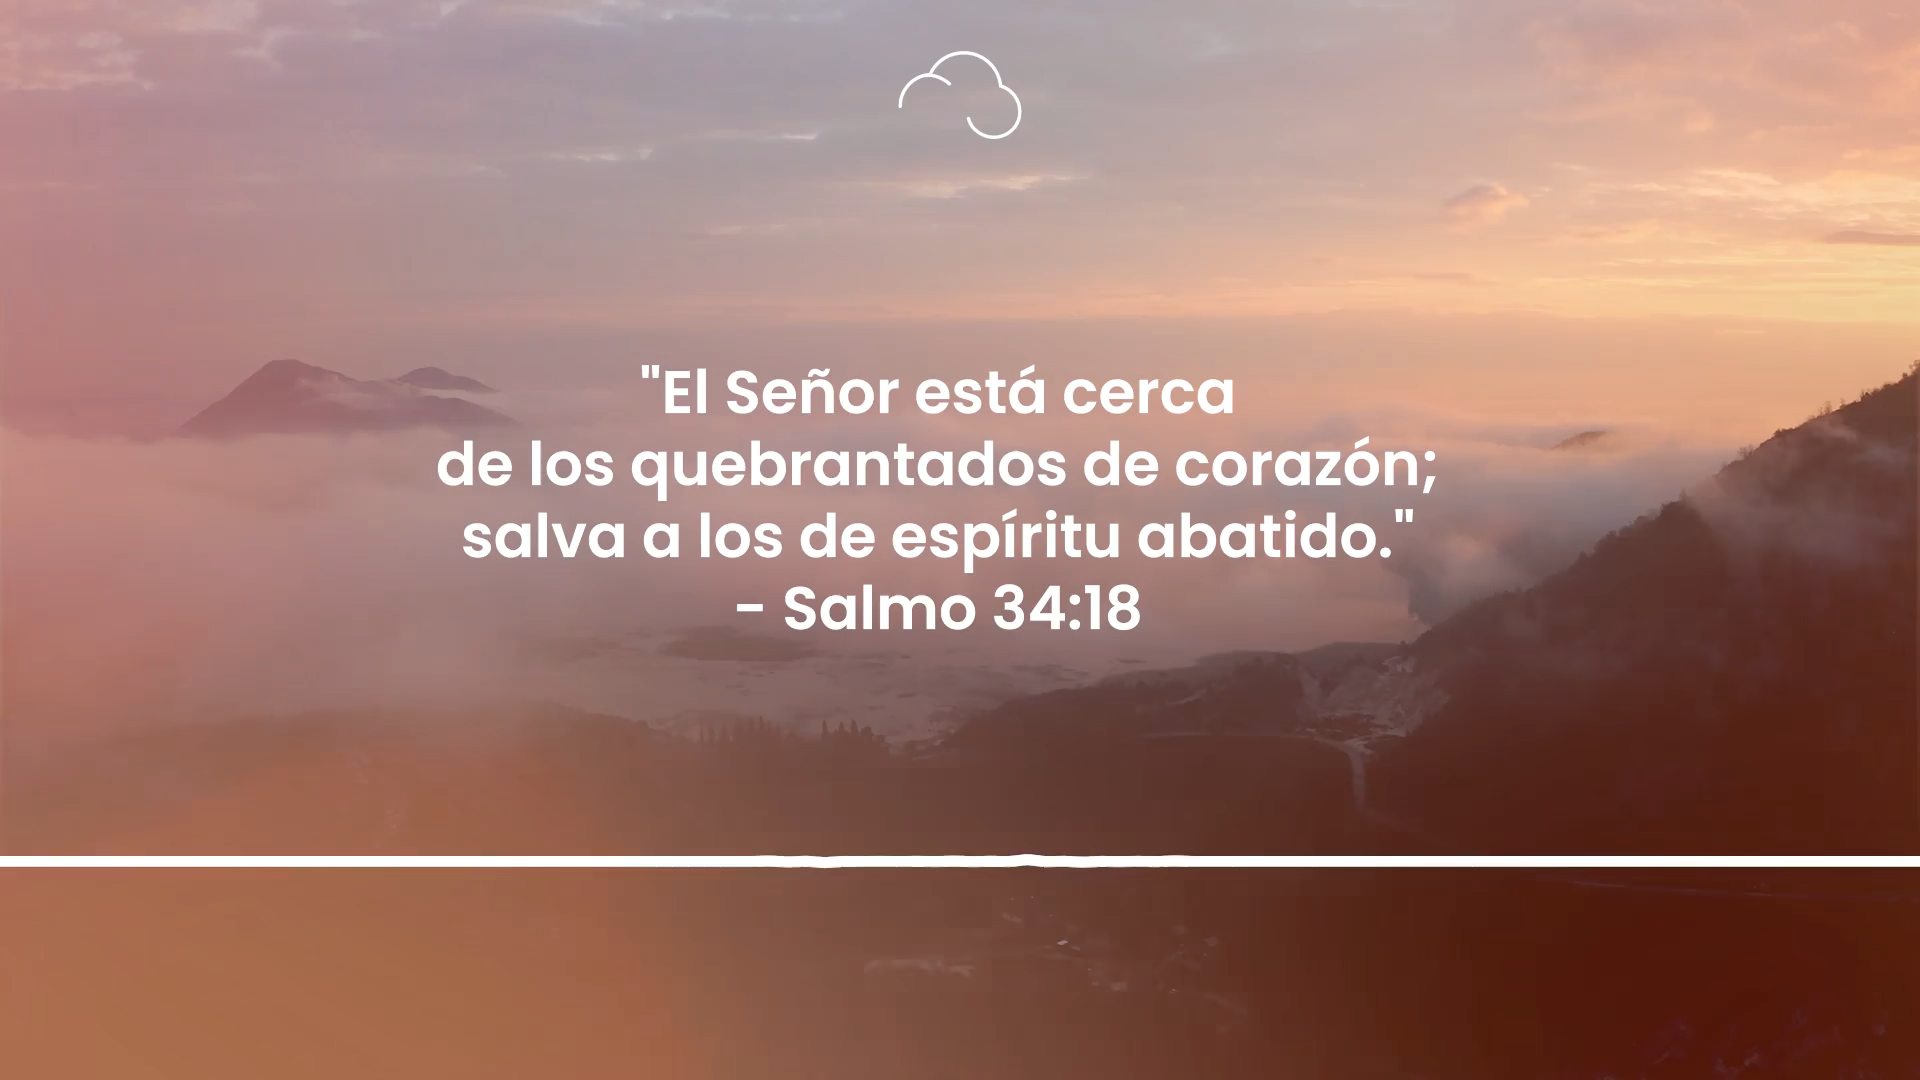 "El Señor está cerca
de los quebrantados de corazón;
salva a los de espíritu abatido."
- Salmo 34:18